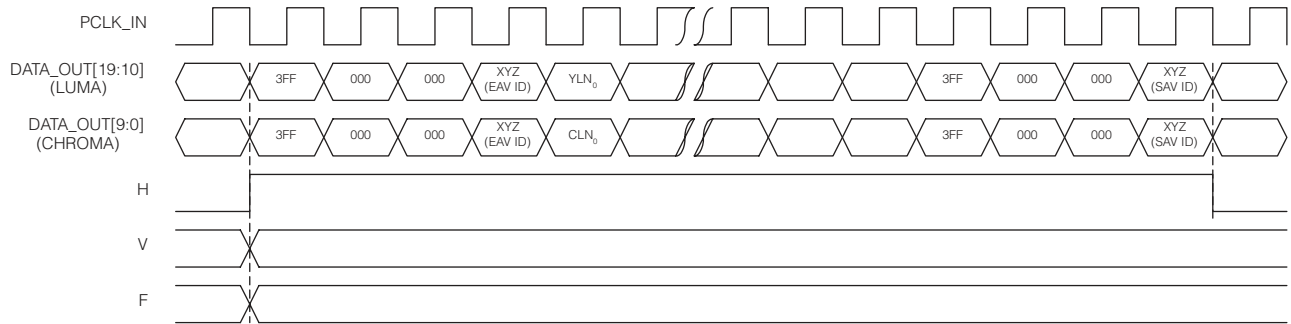 PCLK_IN
DATA_OUT[19:10]
(LUMA)
3FF
000
000
XYZ
(EAV ID)
YLN0
3FF
000
000
XYZ
(SAV ID)
DATA_OUT[9:0]
(CHROMA)
3FF
000
000
XYZ
(EAV ID)
CLN0
3FF
000
000
XYZ
(SAV ID)
H
V
F